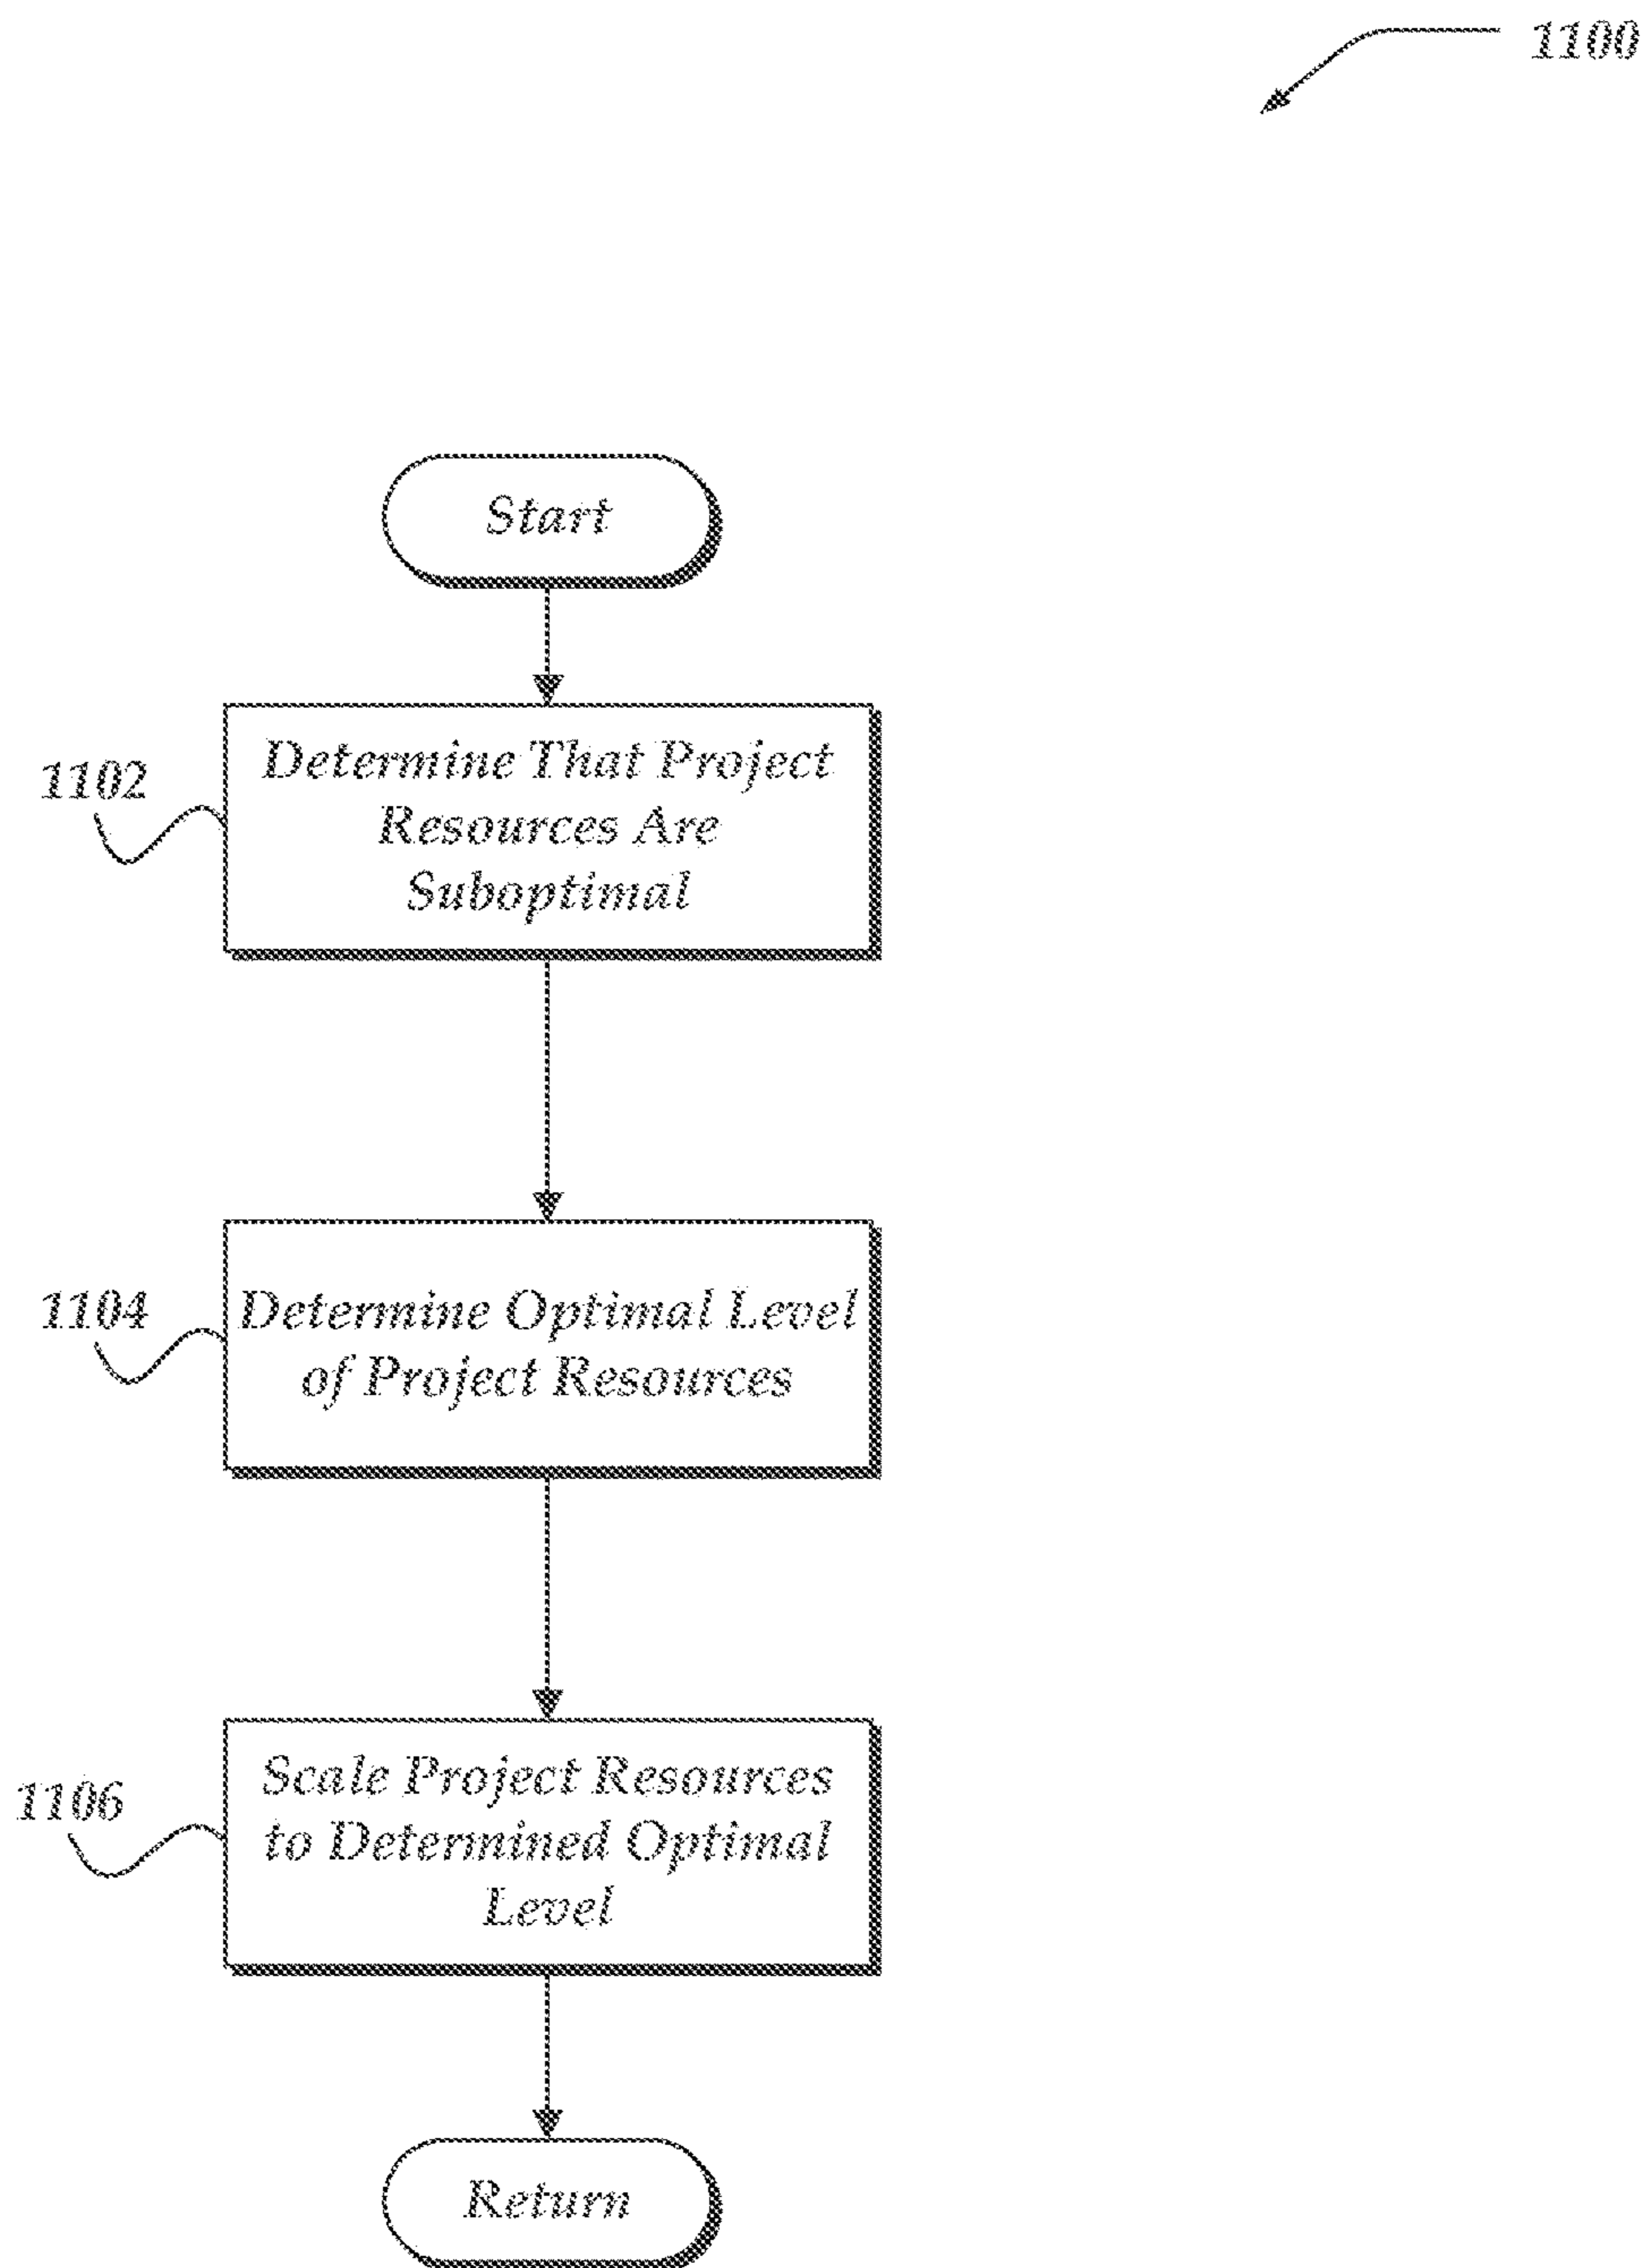 1100
Start
1102
Determine That Project
Resources Are
Suboptimal
1104
Determine Optimal Level
of Project Resources
1106
Scale Project Resources
to Determined Optimal
Level
Return